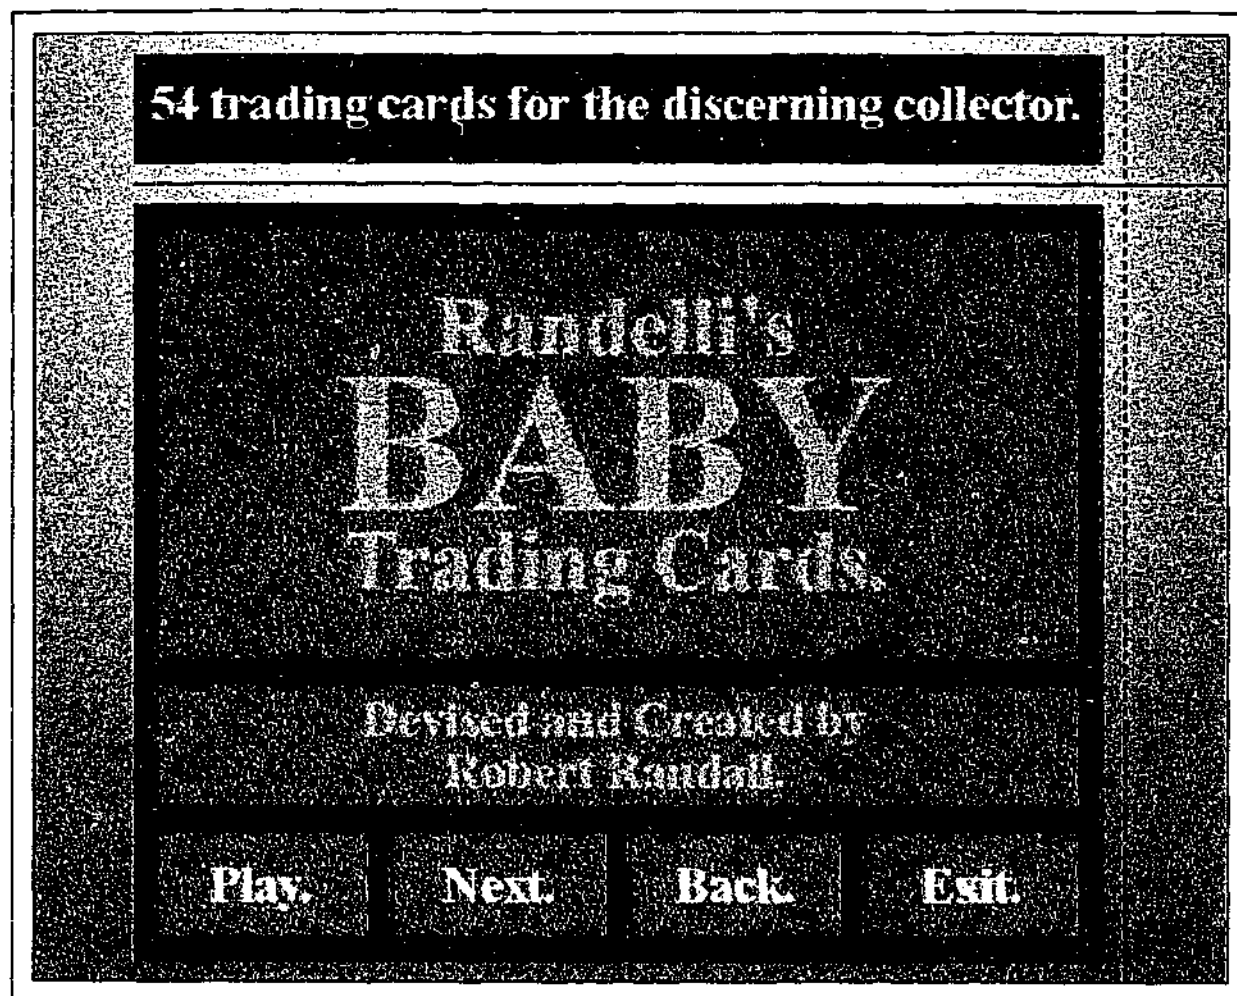 54 trading cards for the discerning collector.
Randelli's
BABY
Trading Cards.
Devised and Created by
Robert Randall.
Play. Next. Back. Exit.